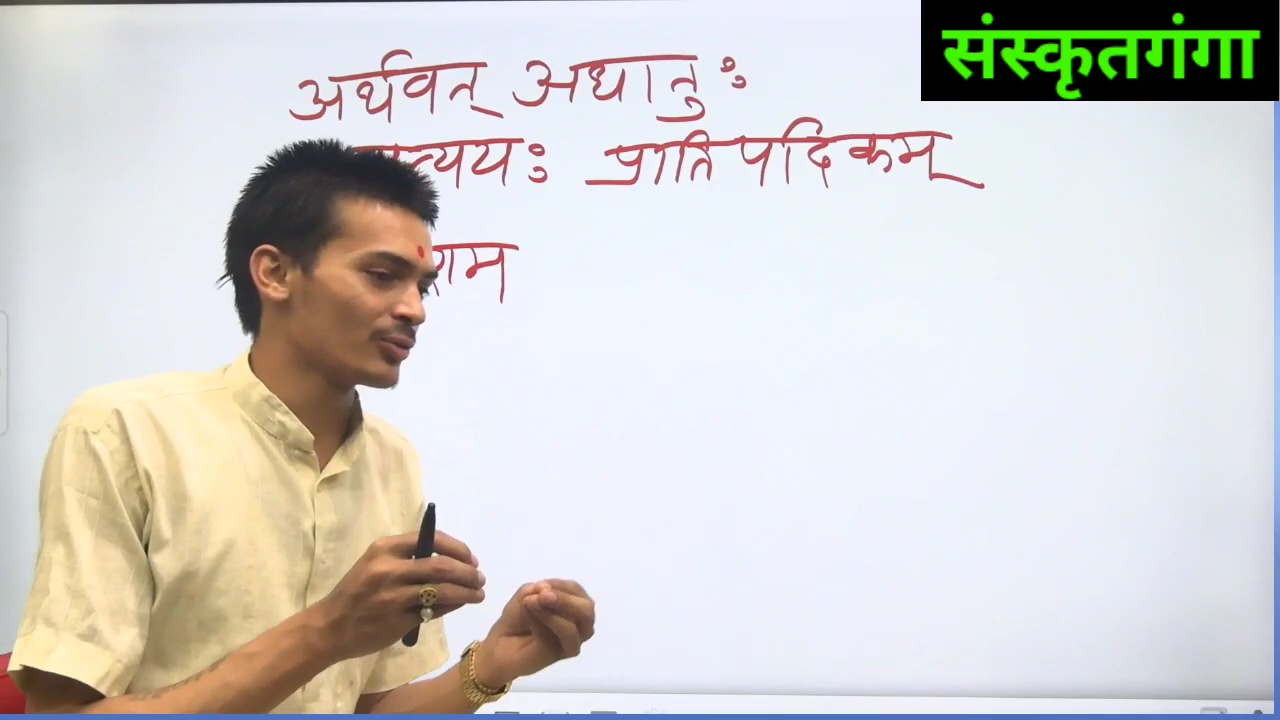 संस्कृतगंगा
अर्थवत् अधातुः
प्रातिपदिकम्
राम